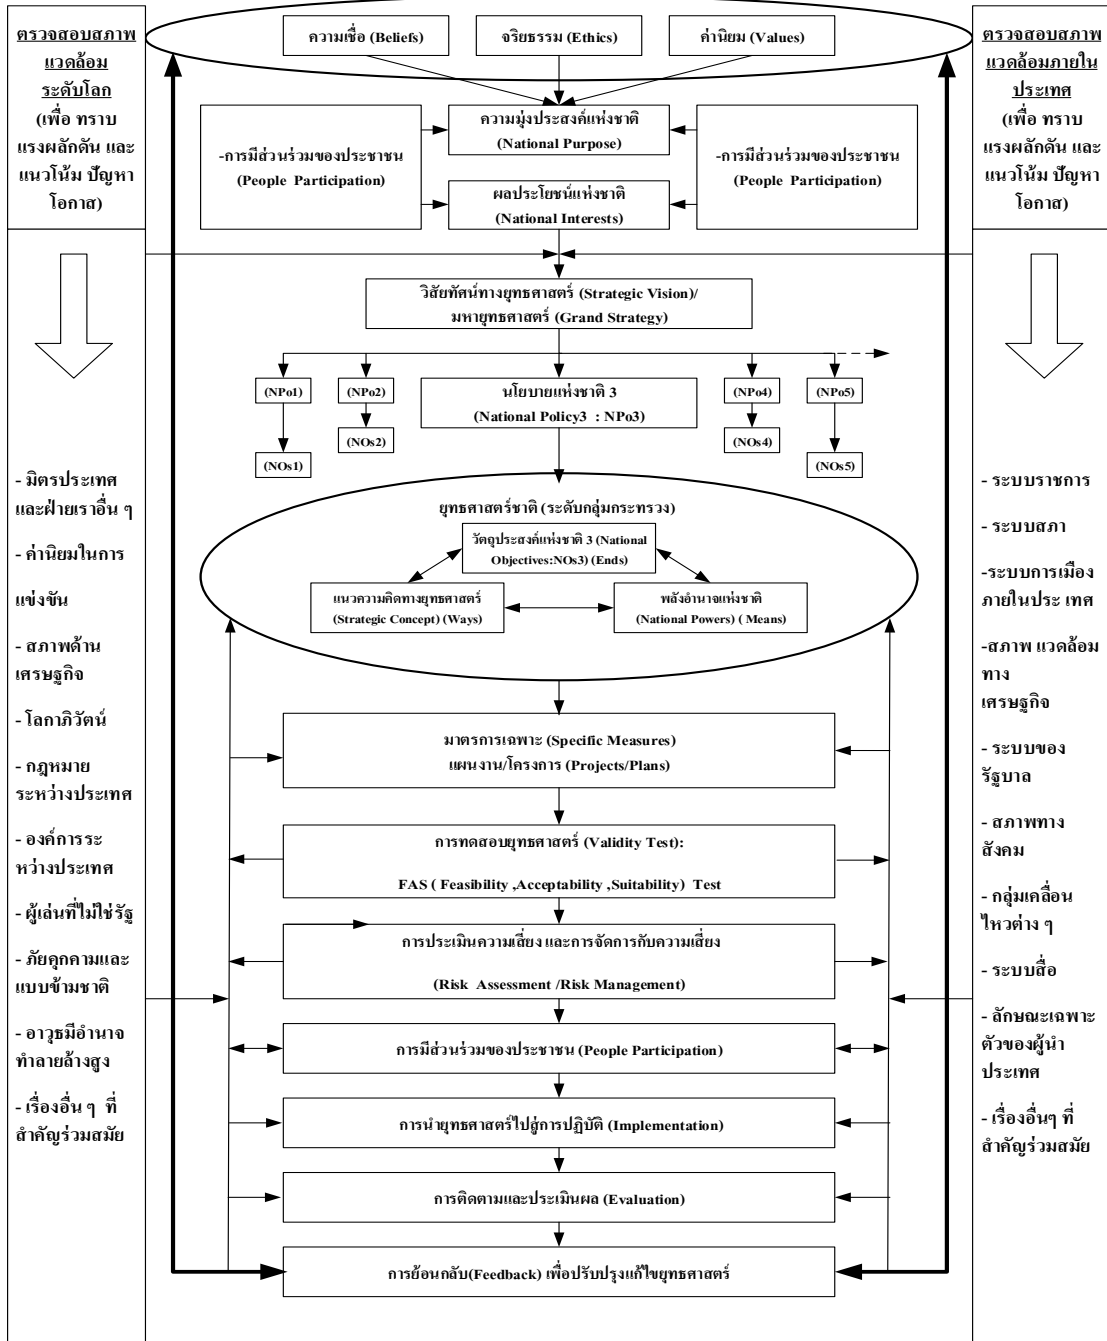 ตรวจสอบสภาพ
แวดล้อม
ระดับโลก
(เพื่อ ทราบ
แรงผลักดัน และ
แนวโน้ม ปัญหา
โอกาส)
- มิตรประเทศ
และฝ่ายเราอื่น ๆ
- ค่านิยมในการ
แข่งขัน
- สภาพด้าน
เศรษฐกิจ
- โลกาภิวัตน์
- กฎหมาย
ระหว่างประเทศ
- องค์การระ
หว่างประเทศ
- ผู้เล่นที่ไม่ใช่รัฐ
- ภัยคุกคามและ
แบบข้ามชาติ
- อาวุธมีอำนาจ
ทำลายล้างสูง
- เรื่องอื่น ๆ ที่
สำคัญร่วมสมัย
ความเชื่อ (Beliefs)
จริยธรรม (Ethics)
ค่านิยม (Values)
ความมุ่งประสงค์แห่งชาติ
(National Purpose)
-การมีส่วนร่วมของประชาชน
(People Participation)
-การมีส่วนร่วมของประชาชน
(People Participation)
ผลประโยชน์แห่งชาติ
(National Interests)
วิสัยทัศน์ทางยุทธศาสตร์ (Strategic Vision)/
มหายุทธศาสตร์ (Grand Strategy)
(NPo1)
(NPo2)
นโยบายแห่งชาติ 3
(National Policy3 : NPo3)
(NPo4)
(NPo5)
(NOs1)
(NOs2)
(NOs4)
(NOs5)
ยุทธศาสตร์ชาติ (ระดับกลุ่มกระทรวง)
วัตถุประสงค์แห่งชาติ 3 (National
Objectives:NOs3) (Ends)
แนวความคิดทางยุทธศาสตร์
(Strategic Concept) (Ways)
พลังอำนาจแห่งชาติ
(National Powers) ( Means)
มาตรการเฉพาะ (Specific Measures)
แผนงาน/โครงการ (Projects/Plans)
การทดสอบยุทธศาสตร์ (Validity Test):
FAS ( Feasibility ,Acceptability ,Suitability) Test
การประเมินความเสี่ยง และการจัดการกับความเสี่ยง
(Risk Assessment /Risk Management)
การมีส่วนร่วมของประชาชน (People Participation)
การนำยุทธศาสตร์ไปสู่การปฏิบัติ (Implementation)
การติดตามและประเมินผล (Evaluation)
การย้อนกลับ(Feedback) เพื่อปรับปรุงแก้ไขยุทธศาสตร์
ตรวจสอบสภาพ
แวดล้อมภายใน
ประเทศ
(เพื่อ ทราบ
แรงผลักดัน และ
แนวโน้ม ปัญหา
โอกาส)
- ระบบราชการ
- ระบบสภา
-ระบบการเมือง
ภายในประ เทศ
-สภาพ แวดล้อม
ทาง
เศรษฐกิจ
- ระบบของ
รัฐบาล
- สภาพทาง
สังคม
- กลุ่มเคลื่อน
ไหวต่าง ๆ
- ระบบสื่อ
- ลักษณะเฉพาะ
ตัวของผู้นำ
ประเทศ
- เรื่องอื่นๆ ที่
สำคัญร่วมสมัย